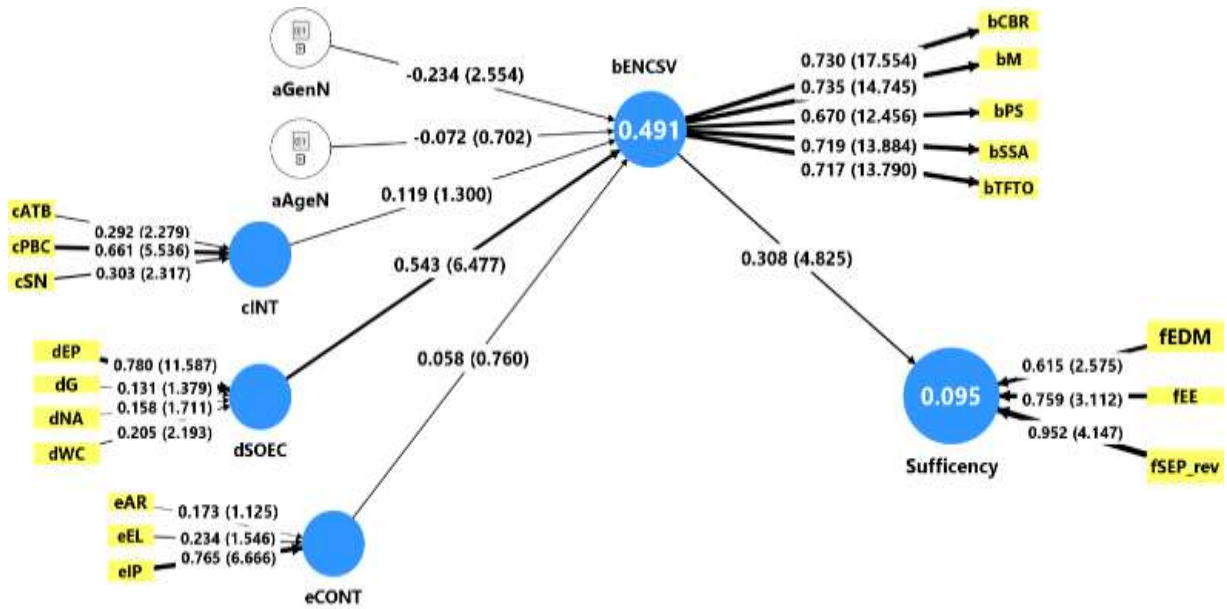 aGenN
-0.234 (2.554)
aAgeN
-0.072 (0.702)
bENCSV
0.491
bCBR
0.730 (17.554)
bM
0.735 (14.745)
bPS
0.670 (12.456)
bSSA
0.719 (13.884)
bTFTO
0.717 (13.790)
cATB
0.292 (2.279)
cPBC
0.661 (5.536)
cSN
0.303 (2.317)
cINT
0.119 (1.300)
0.543 (6.477)
0.308 (4.825)
dEP
0.780 (11.587)
dG
0.131 (1.379)
dNA
0.158 (1.711)
dWC
0.205 (2.193)
dSOEC
0.058 (0.760)
fEDM
0.615 (2.575)
fEE
0.759 (3.112)
fSEP_rev
0.952 (4.147)
0.095
Sufficency
eAR
0.173 (1.125)
eEL
0.234 (1.546)
eIP
0.765 (6.666)
eCONT